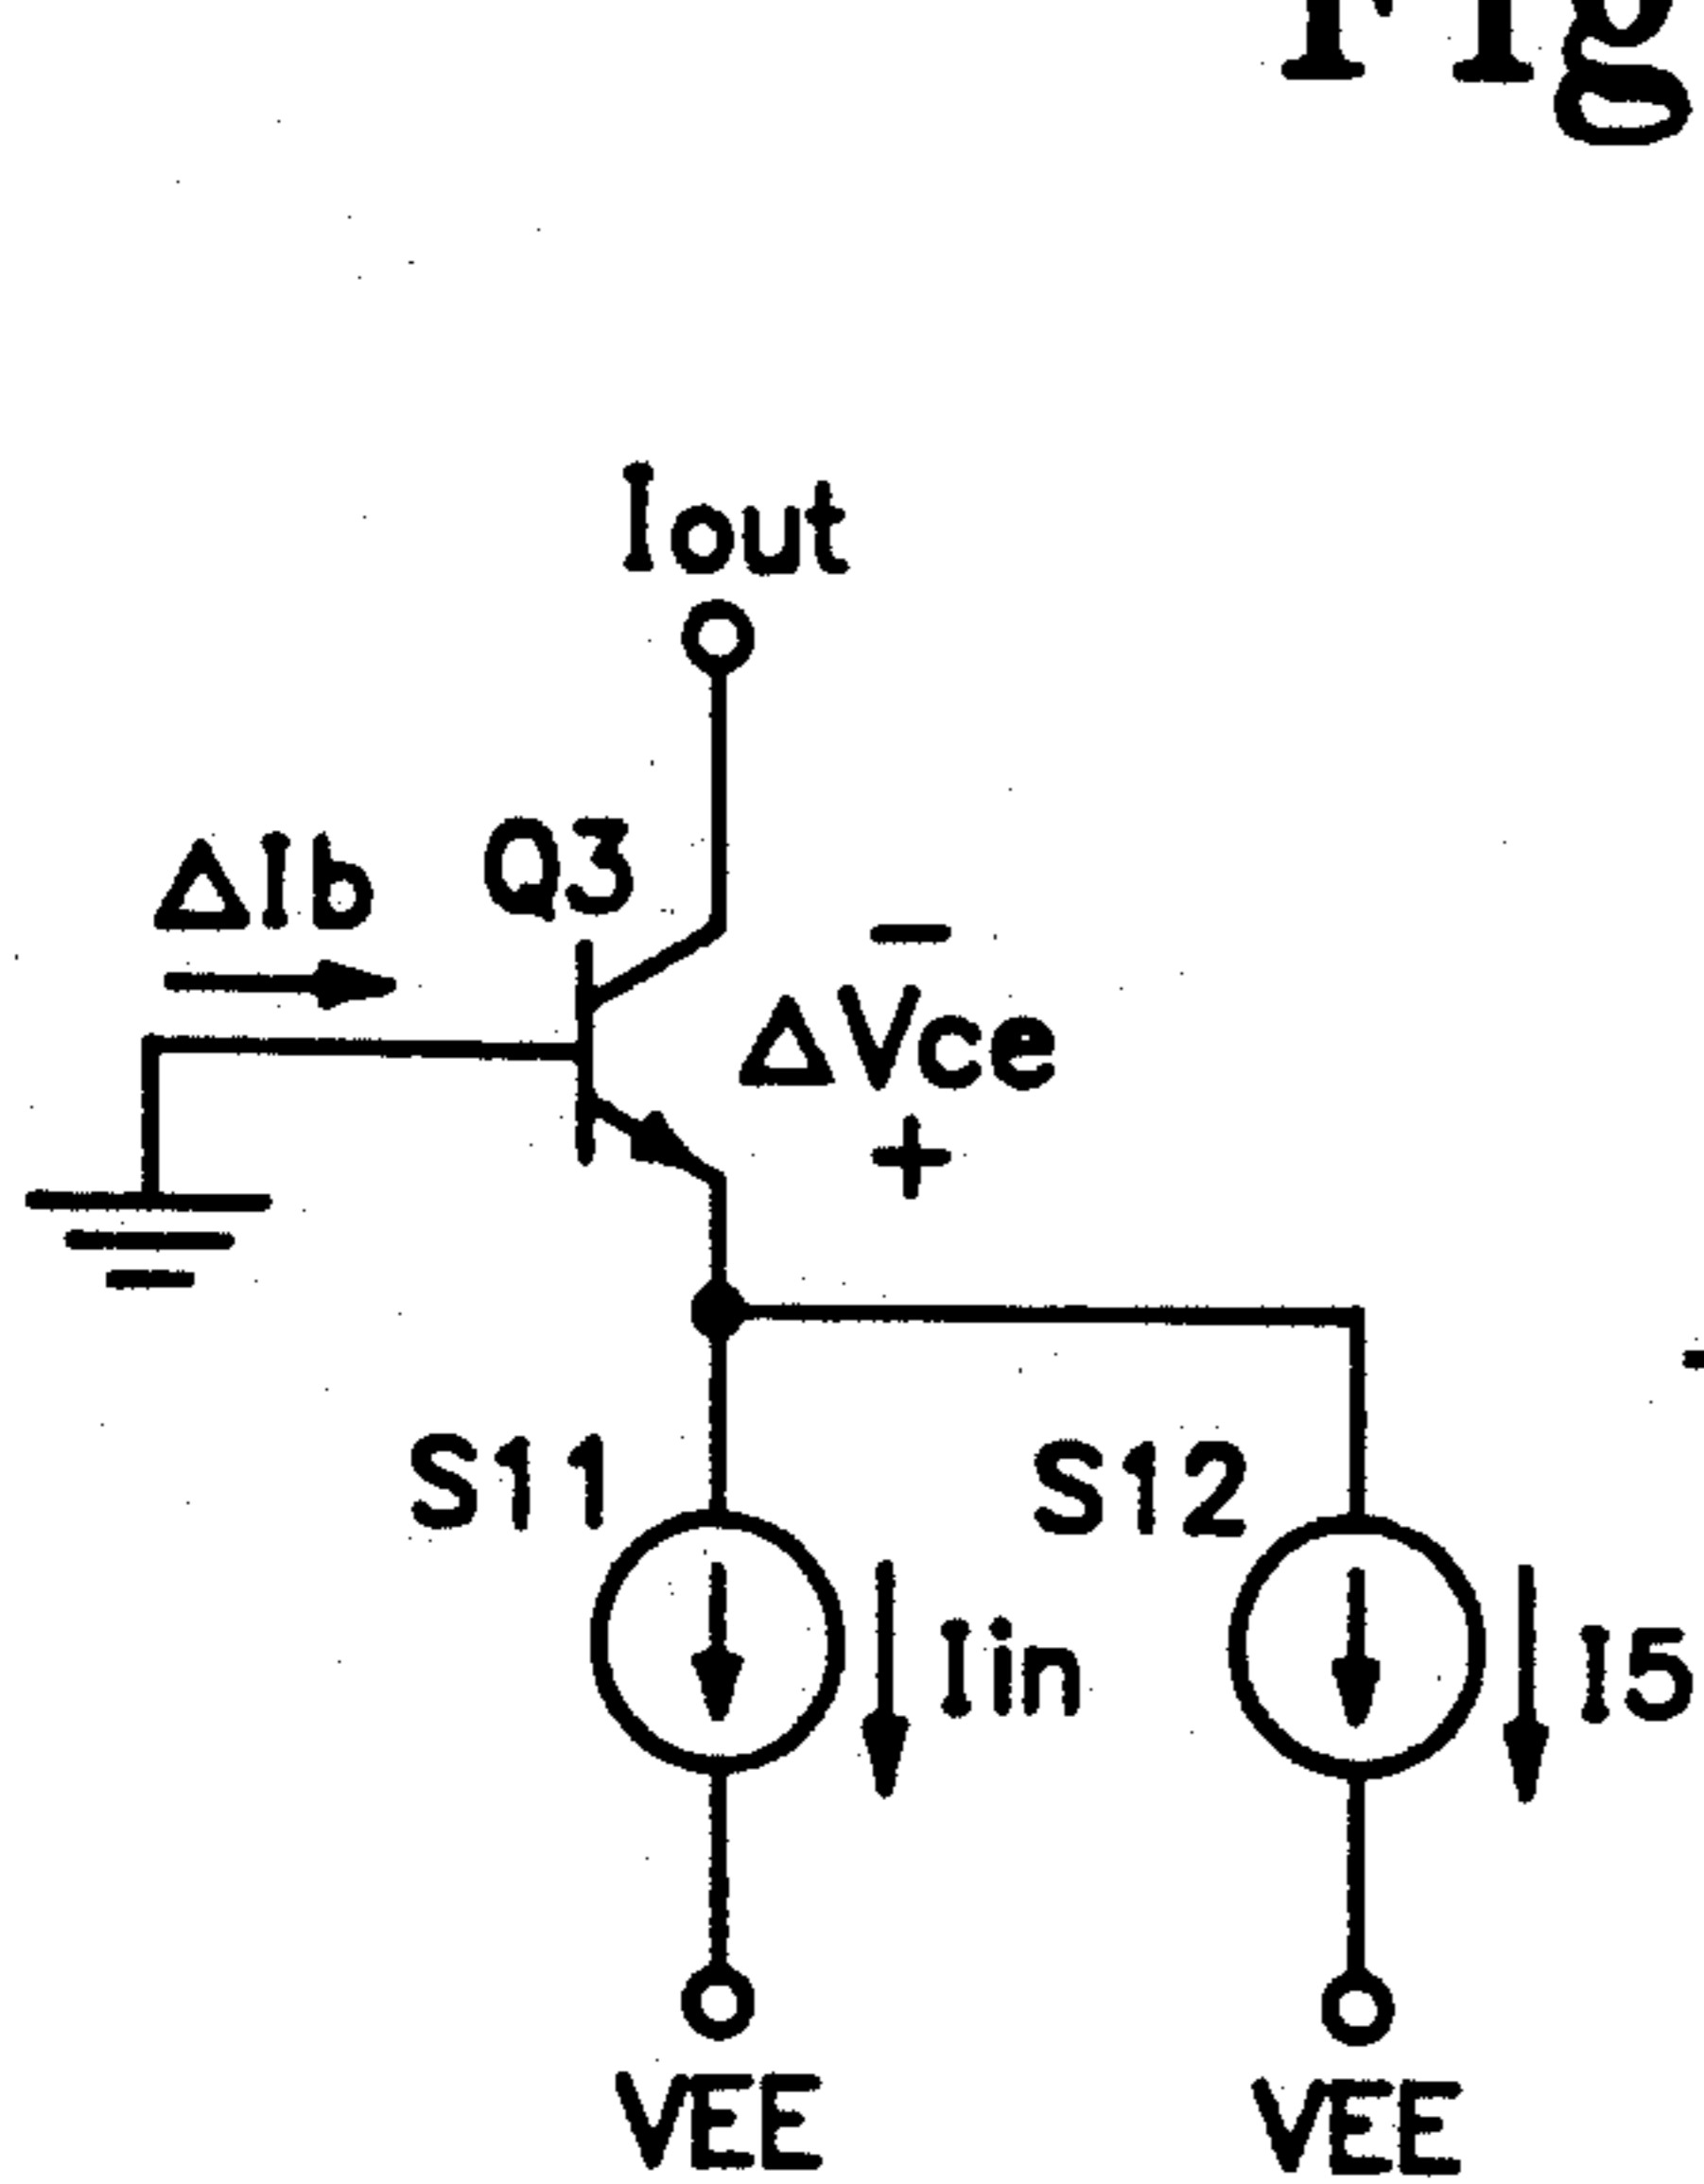 Fig
Iout
ΔIb
Q3
−
ΔVce
+
S11
S12
Iin
I5
VEE
VEE